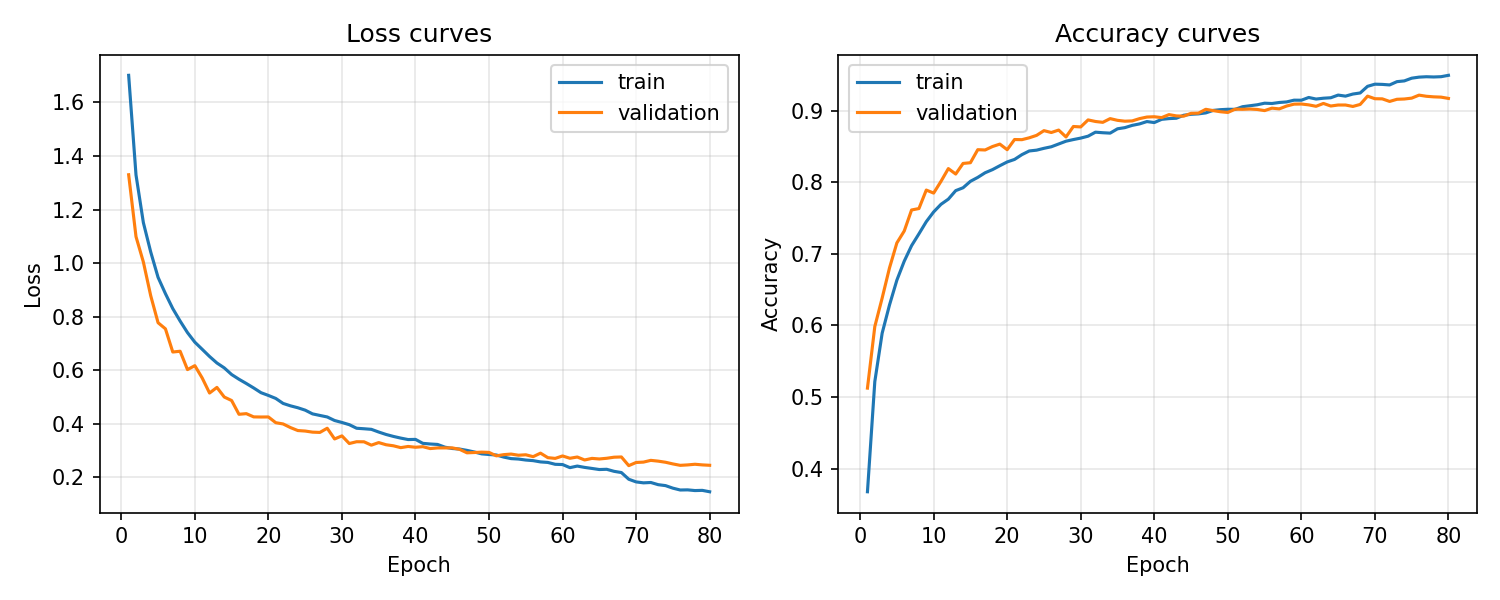 Loss curves
train
validation
1.6
1.4
1.2
1.0
0.8
0.6
0.4
0.2
Loss
0 10 20 30 40 50 60 70 80
Epoch
Accuracy curves
train
validation
0.9
0.8
0.7
0.6
0.5
0.4
Accuracy
0 10 20 30 40 50 60 70 80
Epoch